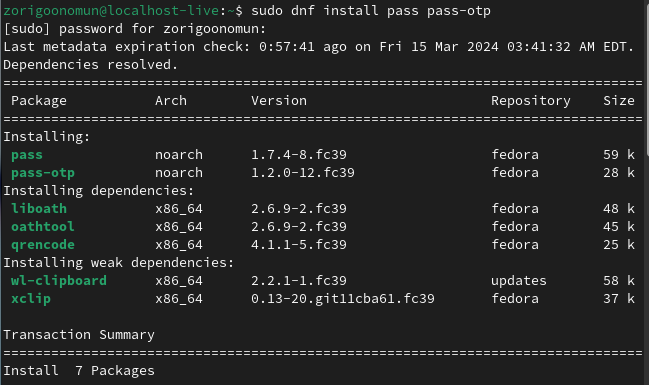 zorigoonomun@localhost-live:~$ sudo dnf install pass pass-otp
[sudo] password for zorigoonomun:
Last metadata expiration check: 0:57:41 ago on Fri 15 Mar 2024 03:41:32 AM EDT.
Dependencies resolved.
================================================================================
Package Arch Version Repository Size
================================================================================
Installing:
pass noarch 1.7.4-8.fc39 fedora 59 k
pass-otp noarch 1.2.0-12.fc39 fedora 28 k
Installing dependencies:
liboath x86_64 2.6.9-2.fc39 fedora 48 k
oathtool x86_64 2.6.9-2.fc39 fedora 45 k
qrencode x86_64 4.1.1-5.fc39 fedora 25 k
Installing weak dependencies:
wl-clipboard x86_64 2.2.1-1.fc39 updates 58 k
xclip x86_64 0.13-20.git11cba61.fc39 fedora 37 k
Transaction Summary
================================================================================
Install 7 Packages